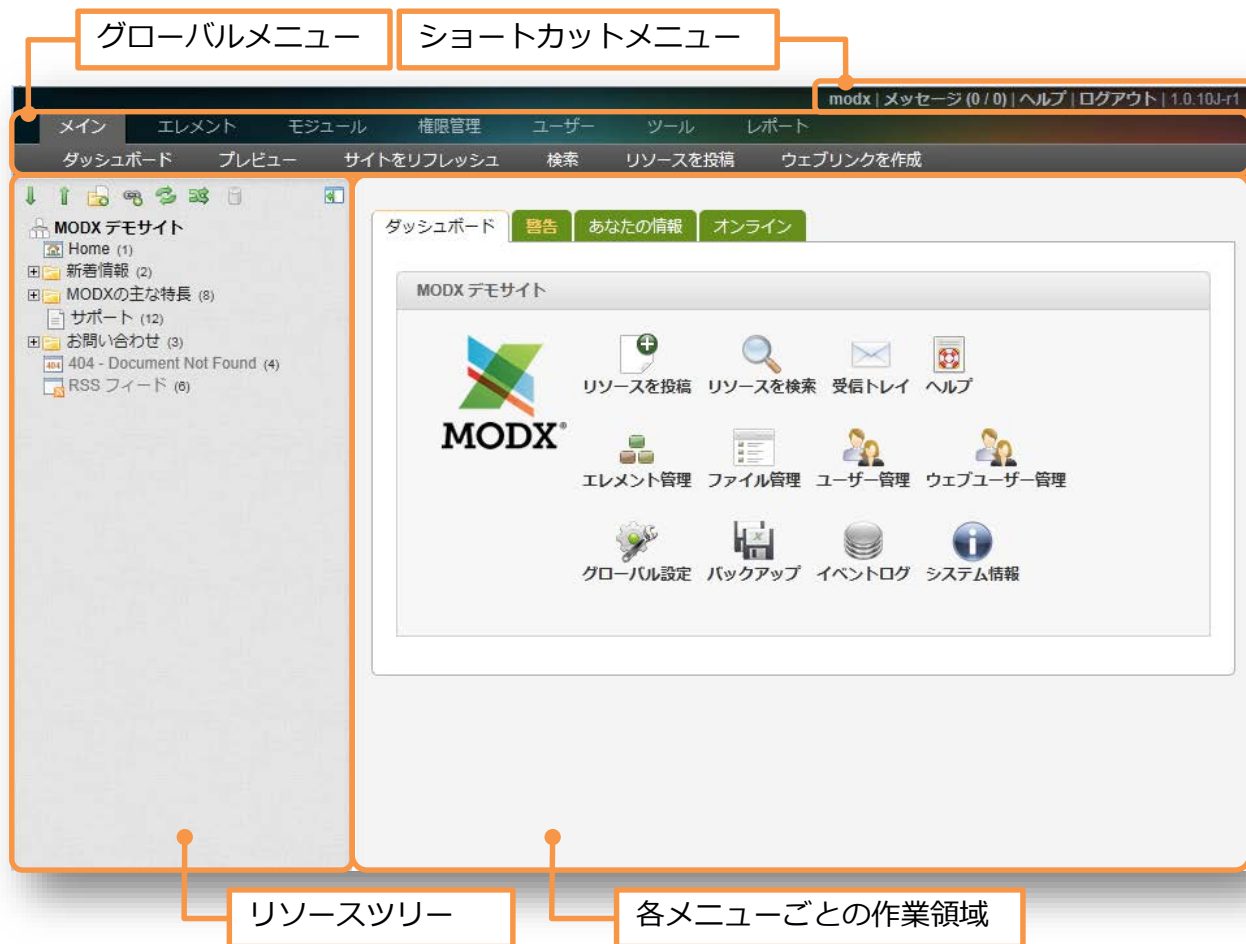 グローバルメニュー
ショートカットメニュー
modx | メッセージ (0 / 0) | ヘルプ | ログアウト | 1.0.10J-r1
メイン エレメント モジュール 権限管理 ユーザー ツール レポート
ダッシュボード プレビュー サイトをリフレッシュ 検索 リソースを投稿 ウェブリンクを作成
MODX デモサイト
Home (1)
新着情報 (2)
MODXの主な特長 (8)
サポート (12)
お問い合わせ (3)
404 404 - Document Not Found (4)
RSS フィード (6)
ダッシュボード 警告 あなたの情報 オンライン
MODX デモサイト
MODX®
リソースを投稿 リソースを検索 受信トレイ ヘルプ
エレメント管理 ファイル管理 ユーザー管理 ウェブユーザー管理
グローバル設定 バックアップ イベントログ システム情報
リソースツリー
各メニューごとの作業領域